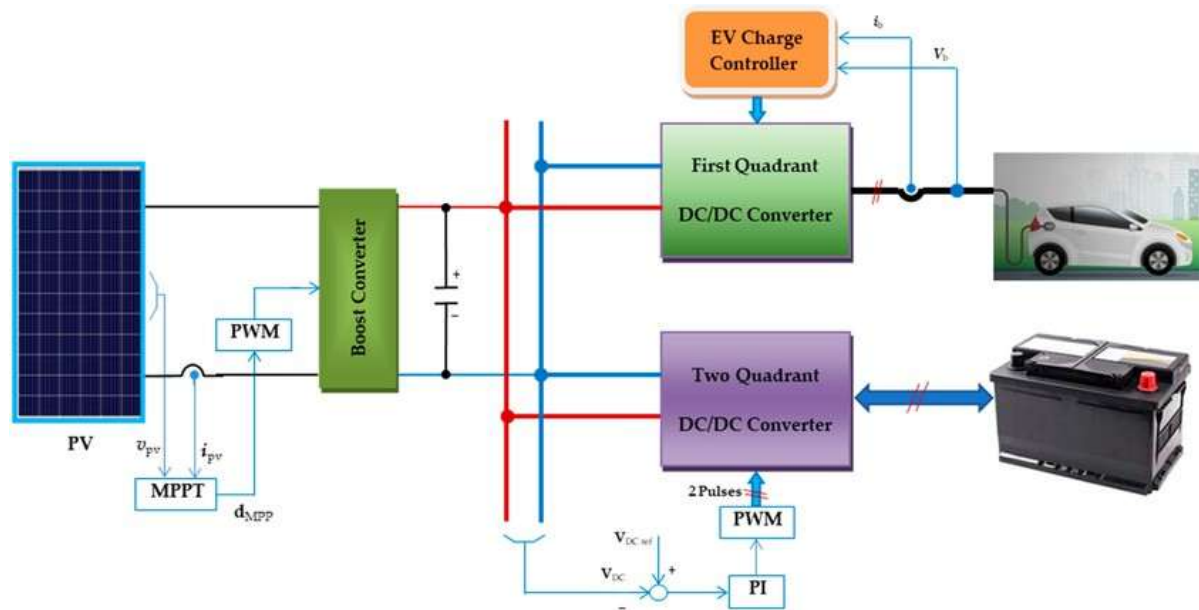 i_b
EV Charge
Controller
V_b
First Quadrant
DC/DC Converter
Boost Converter
+
−
PWM
PV
v_pv
i_pv
MPPT
d_MPP
Two Quadrant
DC/DC Converter
2 Pulses
PWM
V_DC ref
V_DC
+
−
PI